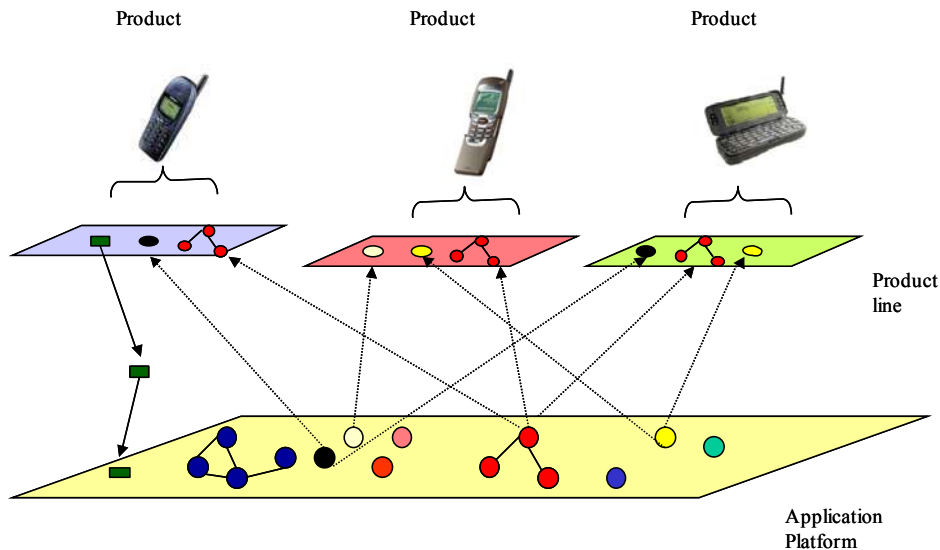 Product
Product
Product
Product
line
Application
Platform